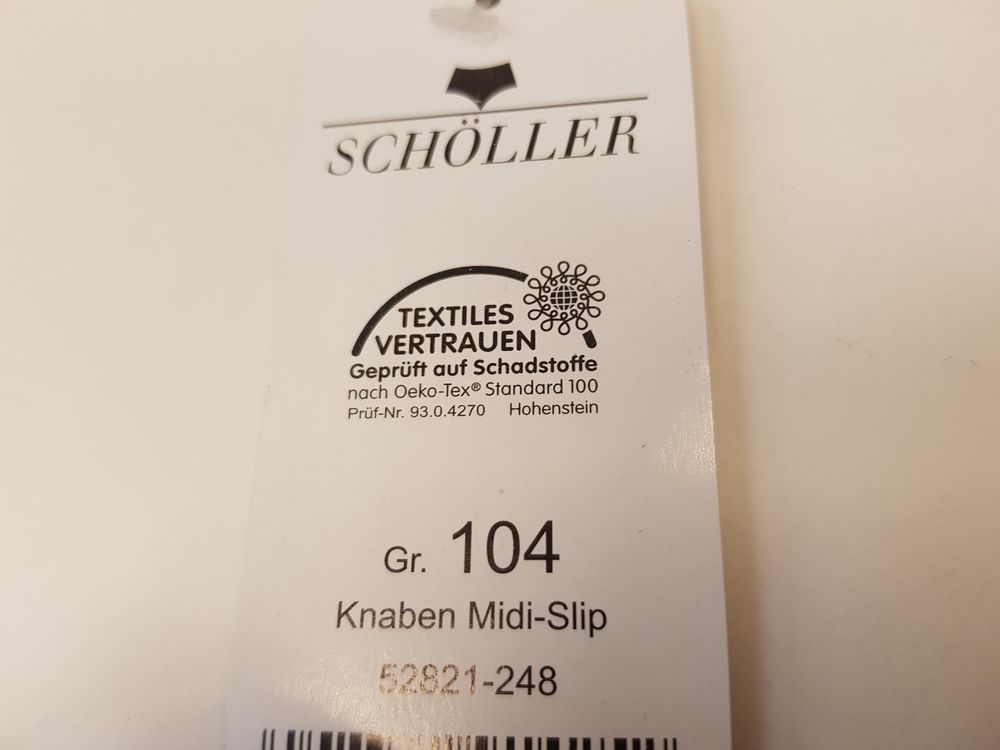 SCHÖLLER
TEXTILES
VERTRAUEN
Geprüft auf Schadstoffe
nach Oeko-Tex® Standard 100
Prüf-Nr. 93.0.4270 Hohenstein
Gr. 104
Knaben Midi-Slip
52821-248